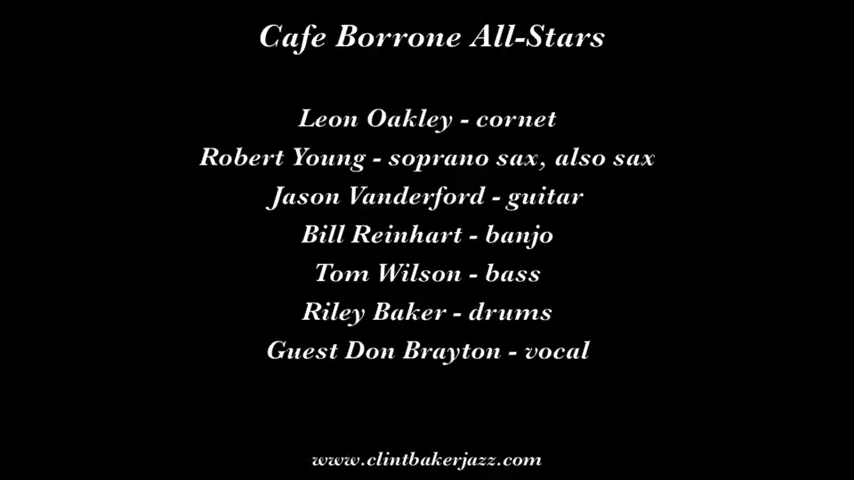 Cafe Borrone All-Stars
Leon Oakley - cornet
Robert Young - soprano sax, also sax
Jason Vanderford - guitar
Bill Reinhart - banjo
Tom Wilson - bass
Riley Baker - drums
Guest Don Brayton - vocal
www.clintbakerjazz.com